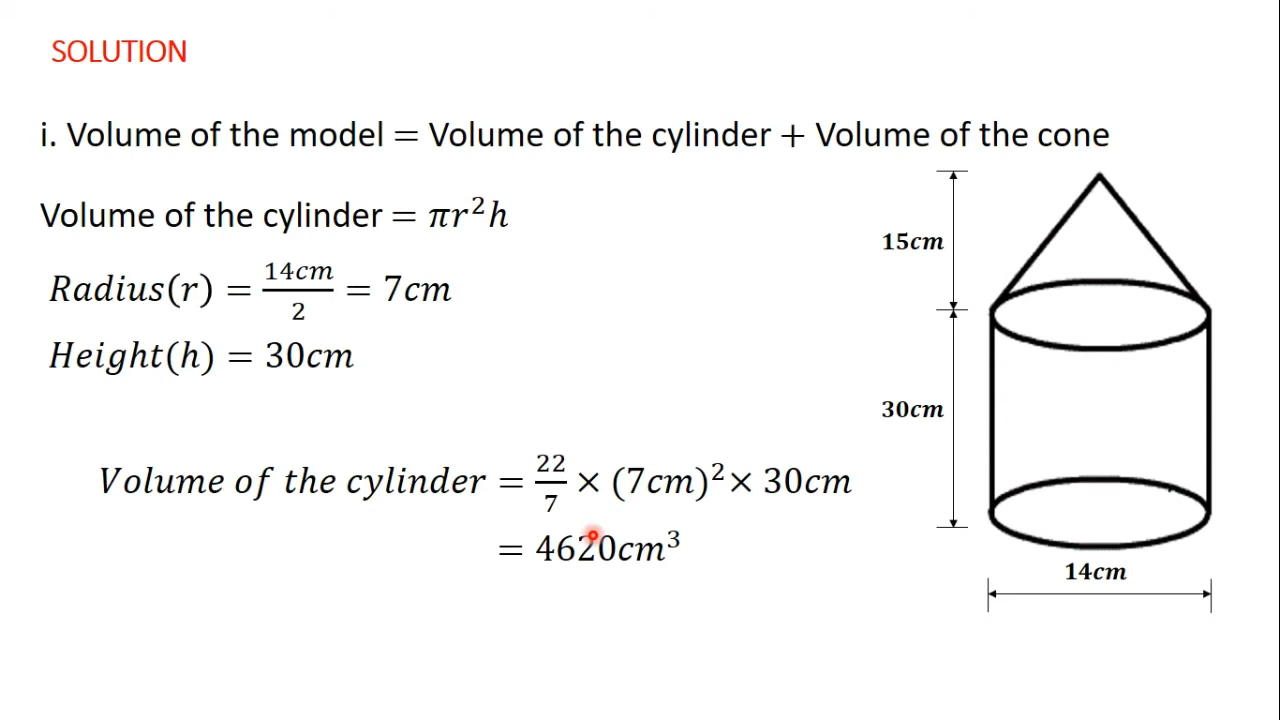 SOLUTION
i. Volume of the model = Volume of the cylinder + Volume of the cone
Volume of the cylinder = πr²h
Radius(r) = 14cm/2 = 7cm
Height(h) = 30cm
Volume of the cylinder = 22/7 × (7cm)² × 30cm
= 4620cm³
15cm
30cm
14cm